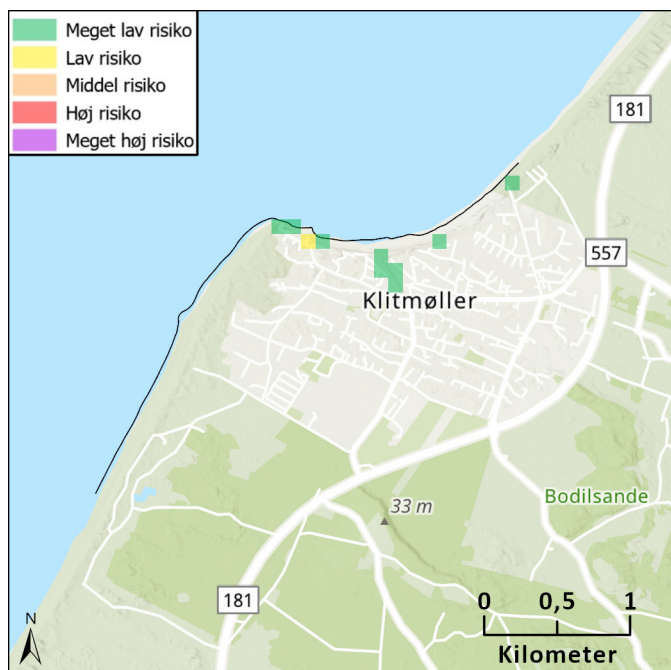 Meget lav risiko
Lav risiko
Middel risiko
Høj risiko
Meget høj risiko
181
557
Klitmøller
Bodilsande
33 m
181
N
0 0,5 1
Kilometer